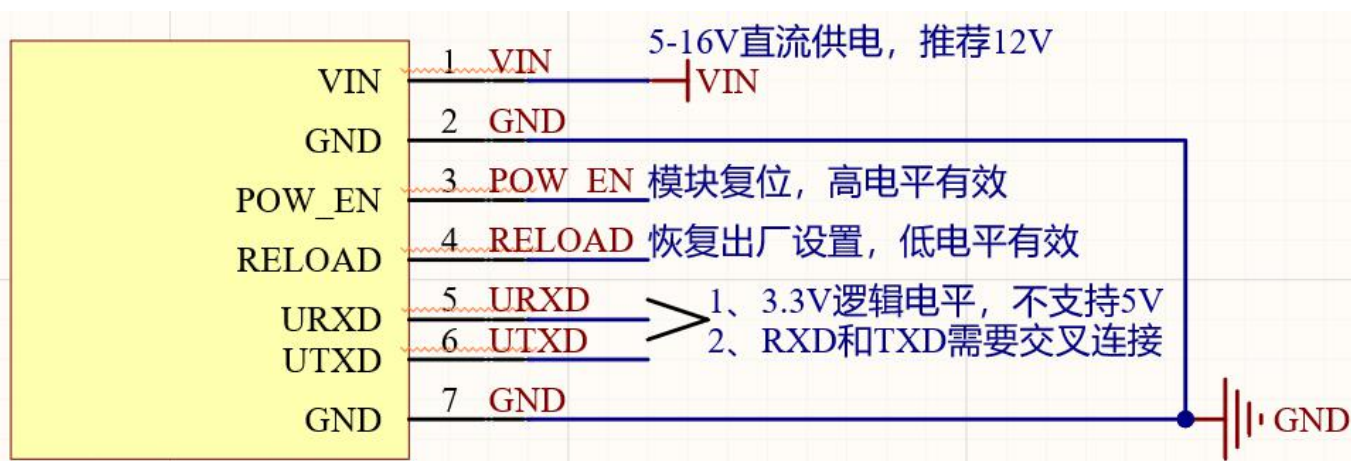 5-16V直流供电，推荐12V
VIN 1 VIN VIN
GND 2 GND
POW_EN 3 POW_EN 模块复位，高电平有效
RELOAD 4 RELOAD 恢复出厂设置，低电平有效
URXD 5 URXD 1、3.3V逻辑电平，不支持5V
UTXD 6 UTXD 2、RXD和TXD需要交叉连接
GND 7 GND GND